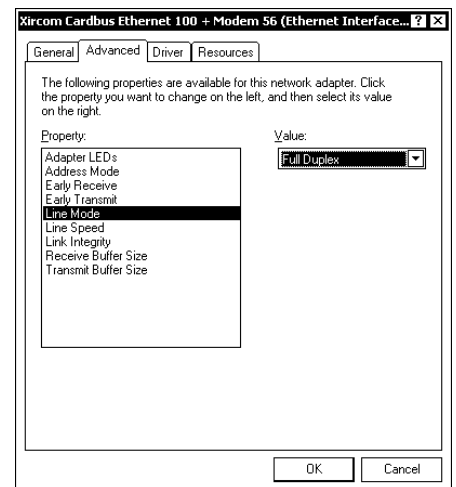 Xircom Cardbus Ethernet 100 + Modem 56 (Ethernet Interface...
General Advanced Driver Resources
The following properties are available for this network adapter. Click
the property you want to change on the left, and then select its value
on the right.
Property:
Value:
Adapter LEDs
Address Mode
Early Receive
Early Transmit
Line Mode
Line Speed
Link Integrity
Receive Buffer Size
Transmit Buffer Size
Full Duplex
OK Cancel